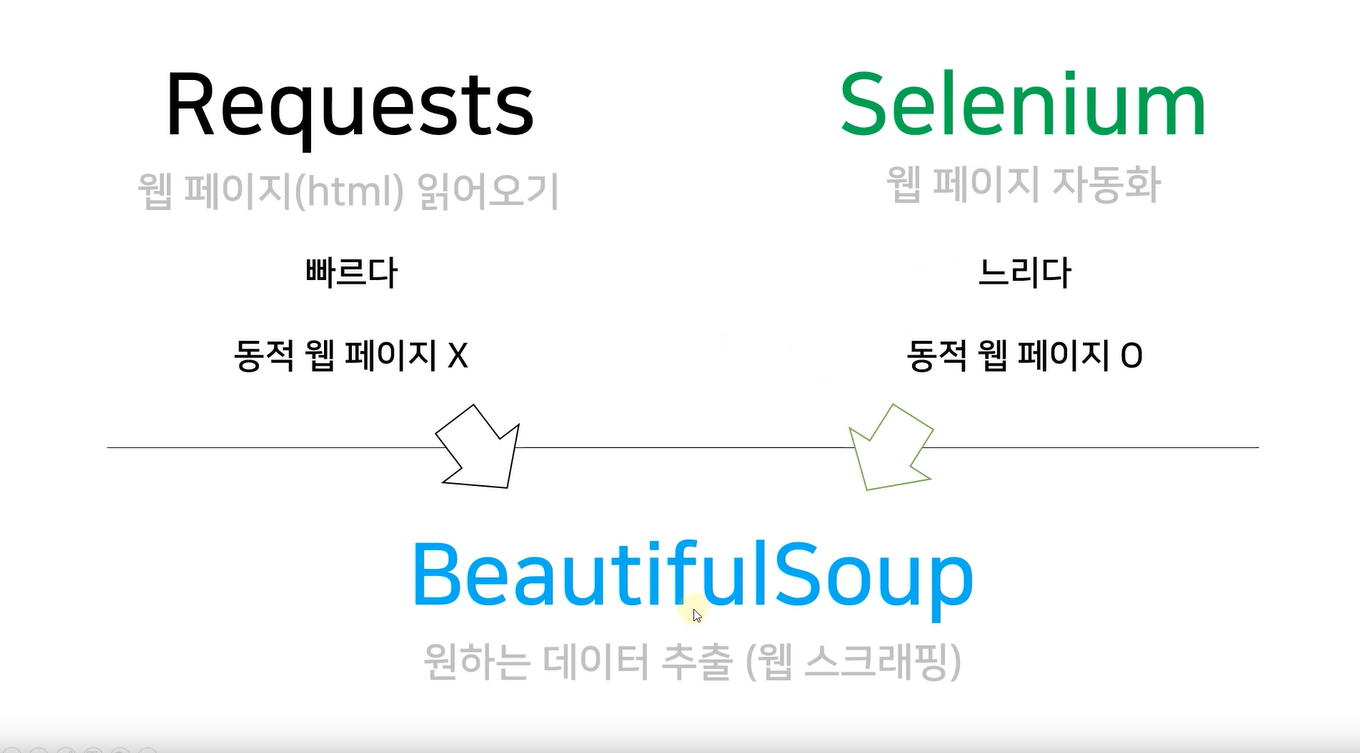 Requests
Selenium
웹 페이지(html) 읽어오기
웹 페이지 자동화
빠르다
느리다
동적 웹 페이지 X
동적 웹 페이지 O
BeautifulSoup
원하는 데이터 추출 (웹 스크래핑)